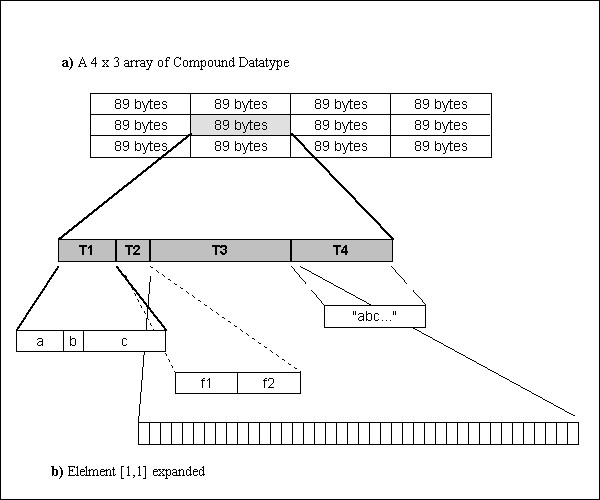 a) A 4 x 3 array of Compound Datatype
89 bytes 89 bytes 89 bytes 89 bytes
89 bytes 89 bytes 89 bytes 89 bytes
89 bytes 89 bytes 89 bytes 89 bytes
T1 T2 T3 T4
"abc..."
a b c
f1 f2
b) Elelment [1,1] expanded